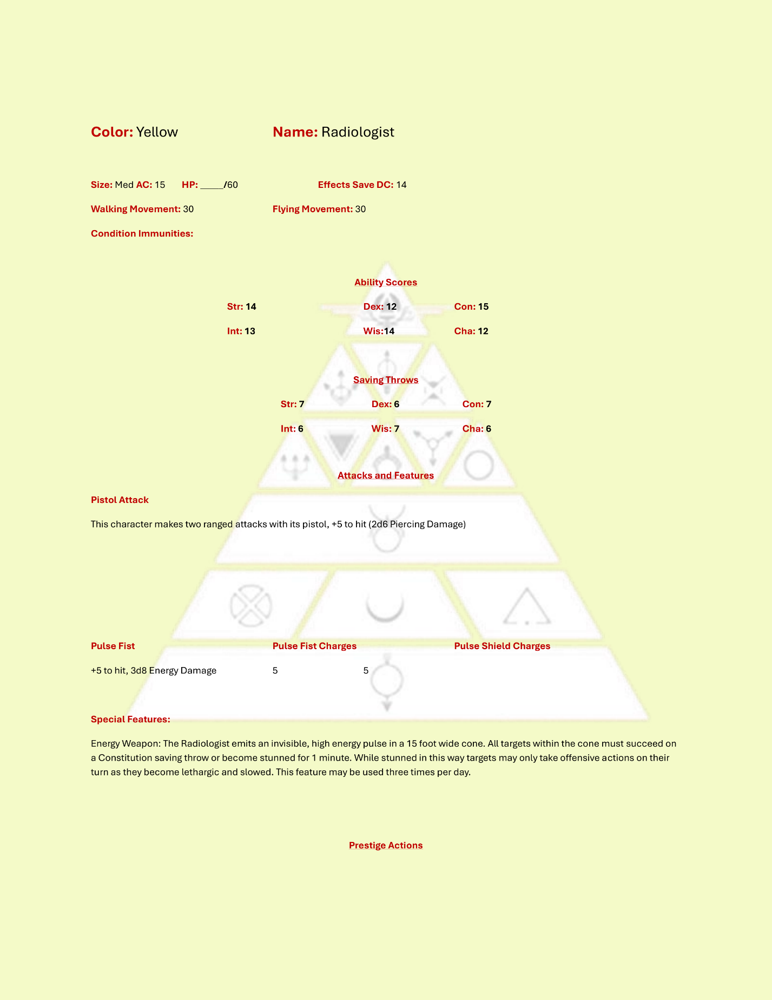 Color: Yellow Name: Radiologist
Size: Med AC: 15 HP: _____/60 Effects Save DC: 14
Walking Movement: 30 Flying Movement: 30
Condition Immunities:
Ability Scores
Str: 14 Dex: 12 Con: 15
Int: 13 Wis:14 Cha: 12
Saving Throws
Str: 7 Dex: 6 Con: 7
Int: 6 Wis: 7 Cha: 6
Attacks and Features
Pistol Attack
This character makes two ranged attacks with its pistol, +5 to hit (2d6 Piercing Damage)
Pulse Fist Pulse Fist Charges Pulse Shield Charges
+5 to hit, 3d8 Energy Damage 5 5
Special Features:
Energy Weapon: The Radiologist emits an invisible, high energy pulse in a 15 foot wide cone. All targets within the cone must succeed on
a Constitution saving throw or become stunned for 1 minute. While stunned in this way targets may only take offensive actions on their
turn as they become lethargic and slowed. This feature may be used three times per day.
Prestige Actions